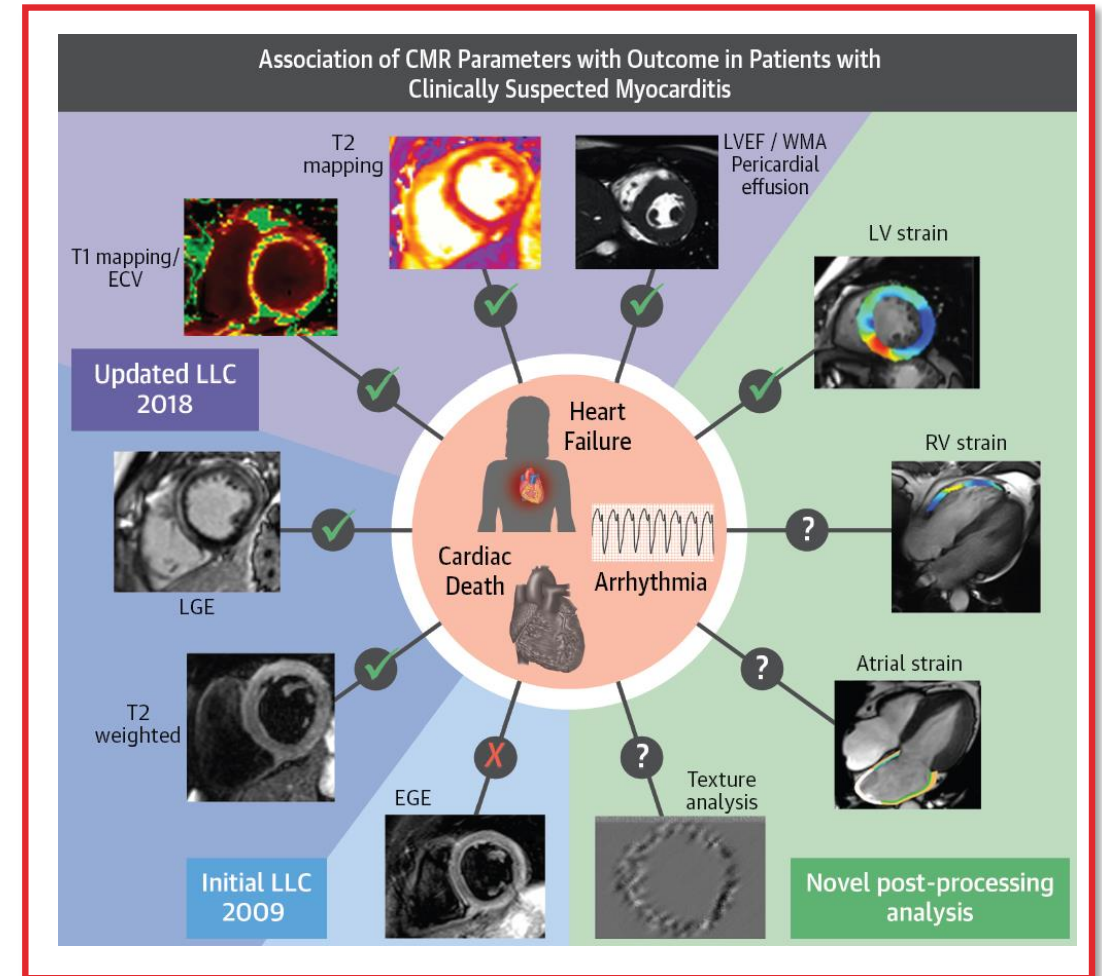 Association of CMR Parameters with Outcome in Patients with
Clinically Suspected Myocarditis
T2
mapping
LVEF / WMA
Pericardial
effusion
T1 mapping/
ECV
LV strain
Updated LLC
2018
Heart
Failure
RV strain
Cardiac
Death
Arrhythmia
?
LGE
Atrial strain
?
T2
weighted
X
?
EGE
Texture
analysis
Initial LLC
2009
Novel post-processing
analysis